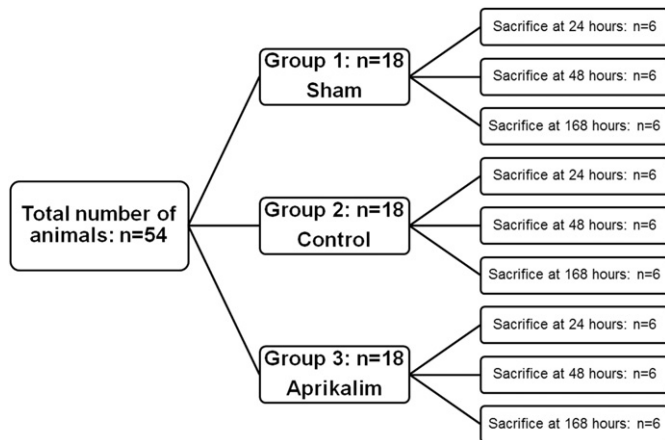 Total number of
animals: n=54
Group 1: n=18
Sham
Sacrifice at 24 hours: n=6
Sacrifice at 48 hours: n=6
Sacrifice at 168 hours: n=6
Group 2: n=18
Control
Sacrifice at 24 hours: n=6
Sacrifice at 48 hours: n=6
Sacrifice at 168 hours: n=6
Group 3: n=18
Aprikalim
Sacrifice at 24 hours: n=6
Sacrifice at 48 hours: n=6
Sacrifice at 168 hours: n=6